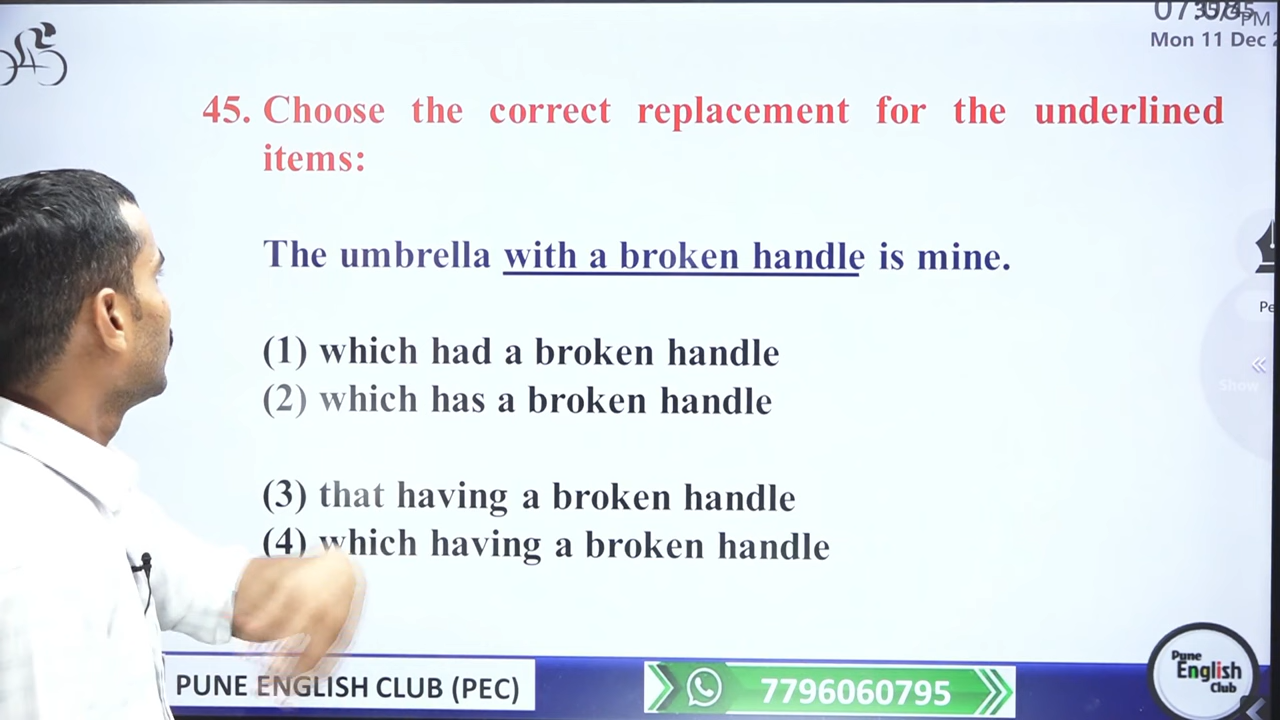 PM
Mon 11 Dec
45. Choose the correct replacement for the underlined
items:
The umbrella with a broken handle is mine.
(1) which had a broken handle
(2) which has a broken handle
(3) that having a broken handle
(4) which having a broken handle
Show
PUNE ENGLISH CLUB (PEC)
7796060795
Pune
English
Club